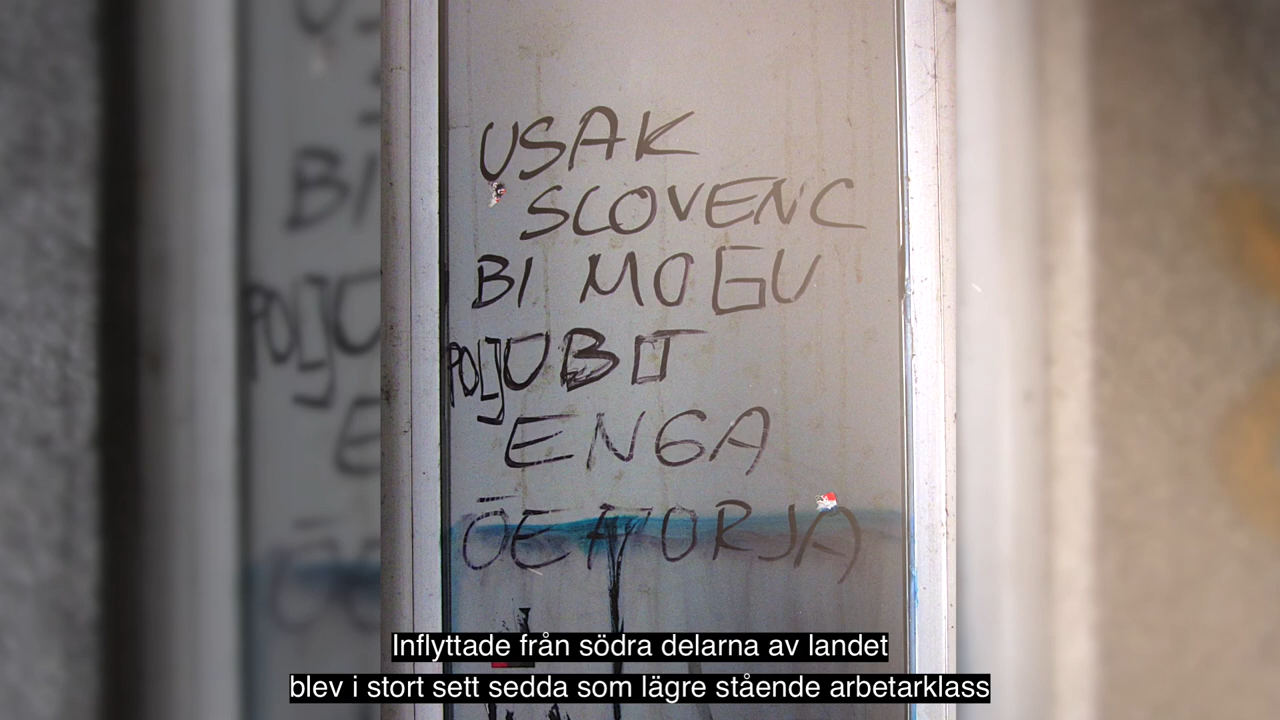 USAK
SLOVENC
BI MOGU
POLJUBIT
ENGA
ČEFORJA
Inflyttade från södra delarna av landet
blev i stort sett sedda som lägre stående arbetarklass